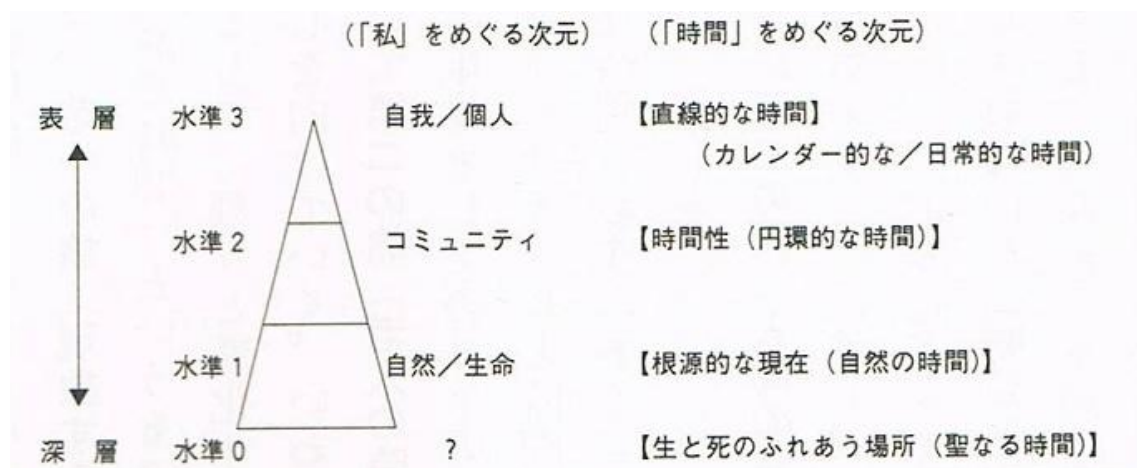 （「私」をめぐる次元）　（「時間」をめぐる次元）
表　層　水準 3　自我／個人　【直線的な時間】
（カレンダー的な／日常的な時間）
水準 2　コミュニティ　【時間性（円環的な時間）】
水準 1　自然／生命　【根源的な現在（自然の時間）】
深　層　水準 0　？　【生と死のふれあう場所（聖なる時間）】